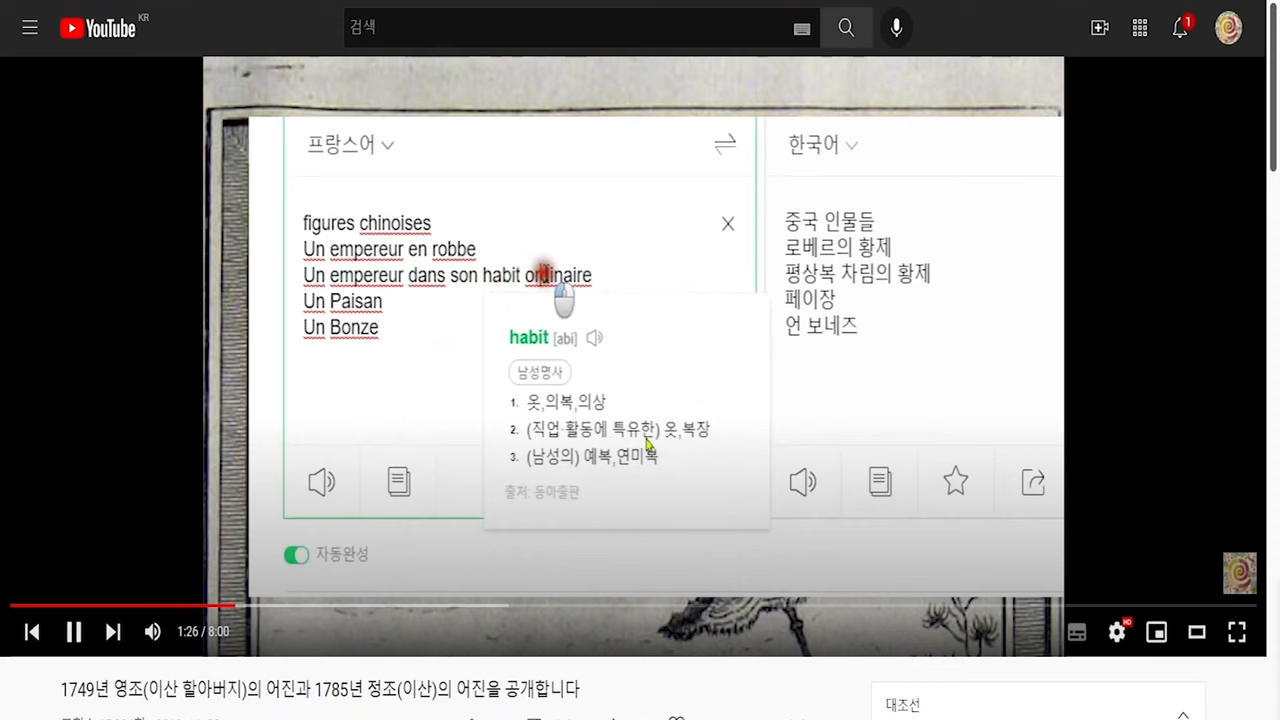 YouTube KR
검색
1
프랑스어
한국어
figures chinoises
Un empereur en robbe
Un empereur dans son habit ordinaire
Un Paisan
Un Bonze
중국 인물들
로베르의 황제
평상복 차림의 황제
페이장
언 보네즈
habit [abi]
남성명사
1. 옷,의복,의상
2. (직업·활동에 특유한) 옷,복장
3. (남성의) 예복,연미복
출처: 동아출판
자동완성
1:26 / 8:00
HD
1749년 영조(이산 할아버지)의 어진과 1785년 정조(이산)의 어진을 공개합니다
대조선